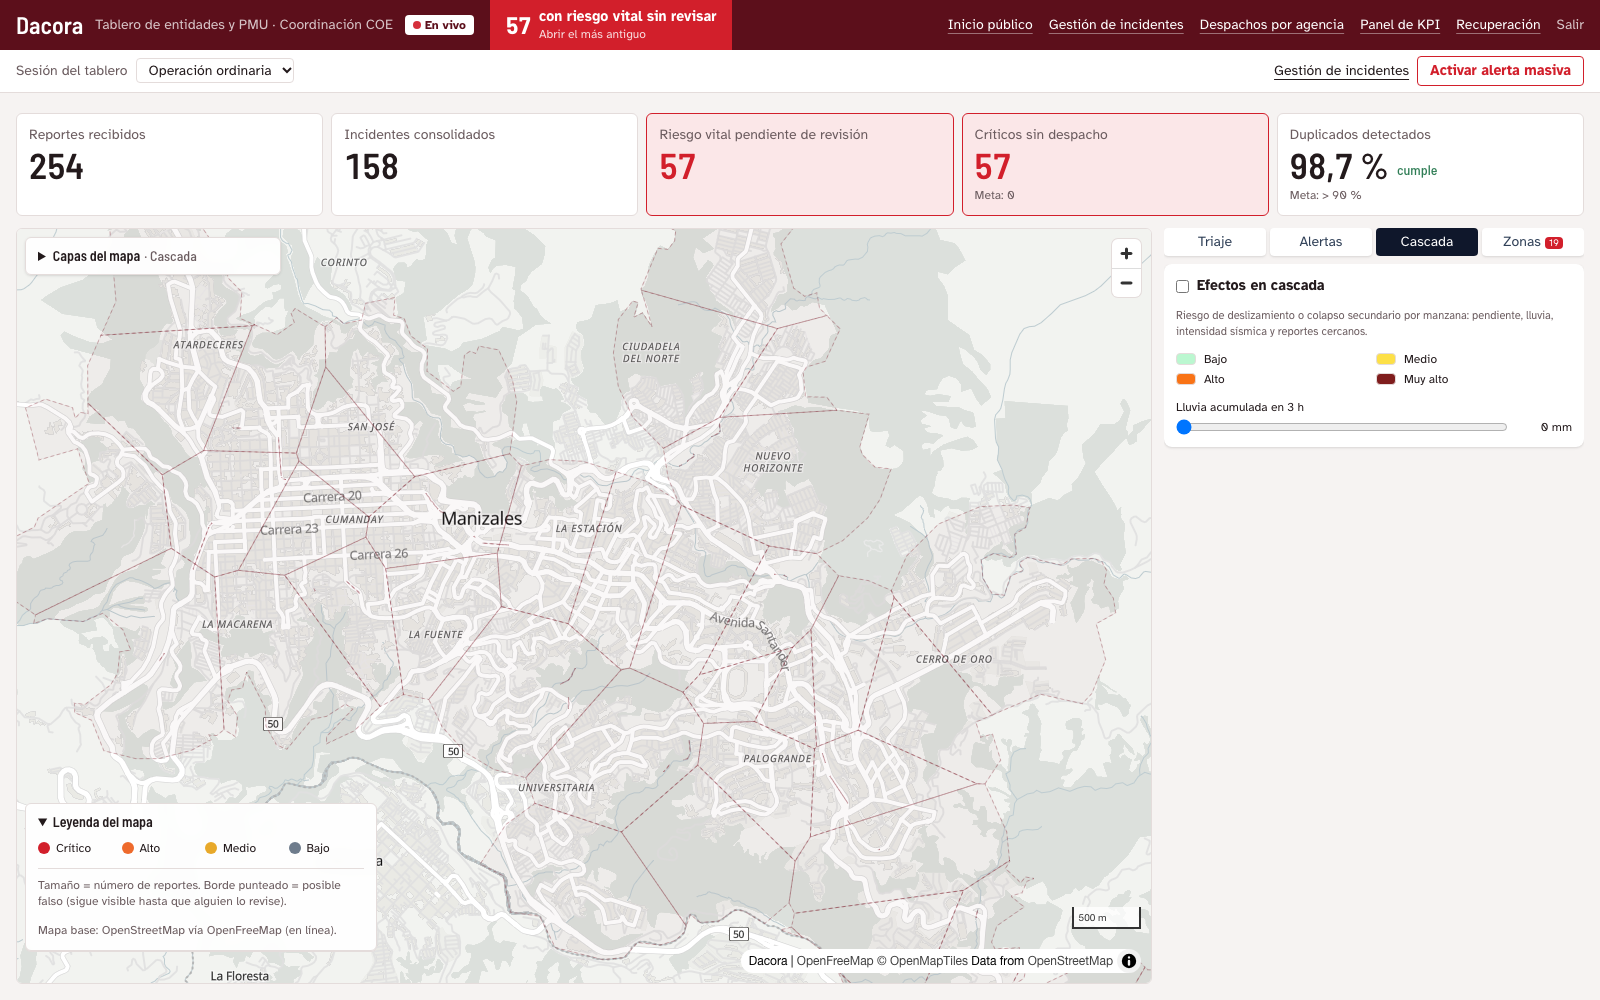 Dacora
Tablero de entidades y PMU · Coordinación COE
En vivo
57 con riesgo vital sin revisar
Abrir el más antiguo
Inicio público
Gestión de incidentes
Despachos por agencia
Panel de KPI
Recuperación
Salir
Sesión del tablero
Operación ordinaria
Gestión de incidentes
Activar alerta masiva
Reportes recibidos
254
Incidentes consolidados
158
Riesgo vital pendiente de revisión
57
Críticos sin despacho
57
Meta: 0
Duplicados detectados
98,7 % cumple
Meta: > 90 %
Capas del mapa · Cascada
CORINTO
ATARDECERES
CIUDADELA
DEL NORTE
SAN JOSÉ
NUEVO
HORIZONTE
Carrera 20
CUMANDAY
Carrera 23
Manizales
LA ESTACIÓN
Carrera 26
LA MACARENA
LA FUENTE
Avenida Santander
CERRO DE ORO
50
50
PALOGRANDE
UNIVERSITARIA
50
La Floresta
a
+
−
500 m
Leyenda del mapa
Crítico
Alto
Medio
Bajo
Tamaño = número de reportes. Borde punteado = posible
falso (sigue visible hasta que alguien lo revise).
Mapa base: OpenStreetMap vía OpenFreeMap (en línea).
Dacora | OpenFreeMap © OpenMapTiles Data from OpenStreetMap
Triaje
Alertas
Cascada
Zonas 19
Efectos en cascada
Riesgo de deslizamiento o colapso secundario por manzana: pendiente, lluvia,
intensidad sísmica y reportes cercanos.
Bajo
Medio
Alto
Muy alto
Lluvia acumulada en 3 h
0 mm